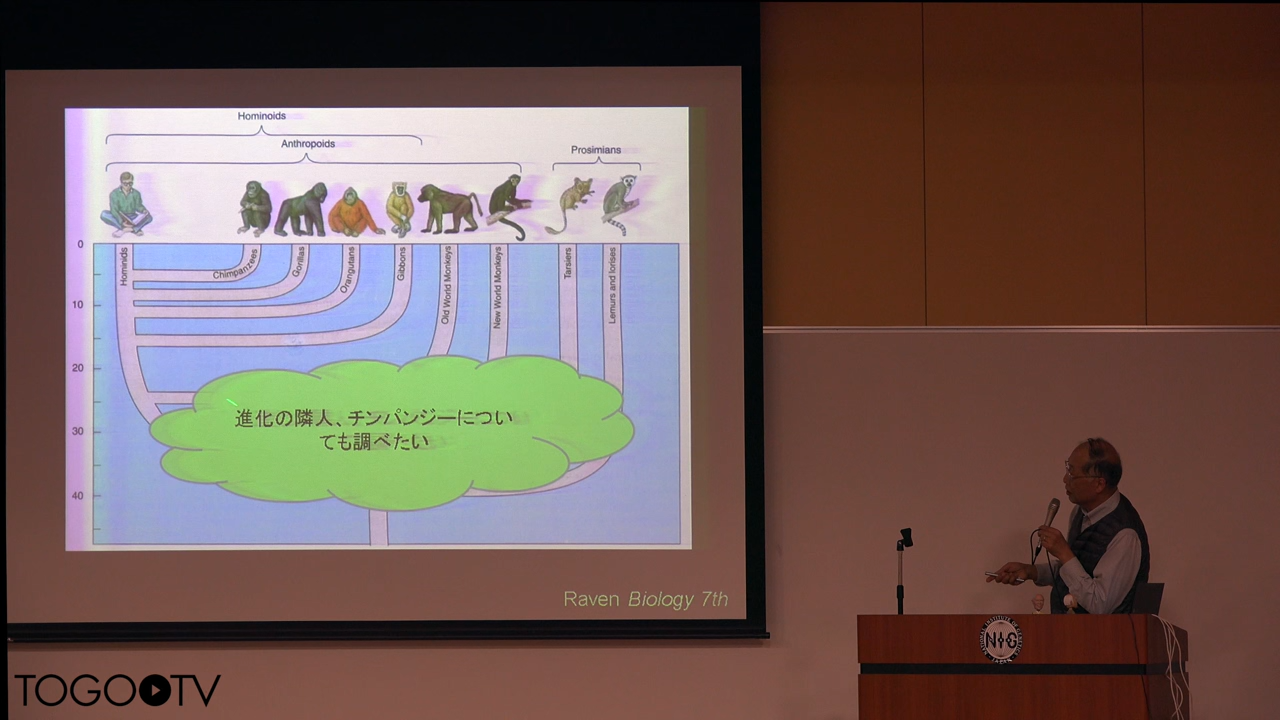 Hominoids
Anthropoids
Prosimians
0
10
20
30
40
Hominids
Chimpanzees
Gorillas
Orangutans
Gibbons
Old World Monkeys
New World Monkeys
Tarsiers
Lemurs and lorises
進化の隣人、チンパンジーについ
ても調べたい
Raven Biology 7th
NIG
JAPAN
TOGO TV